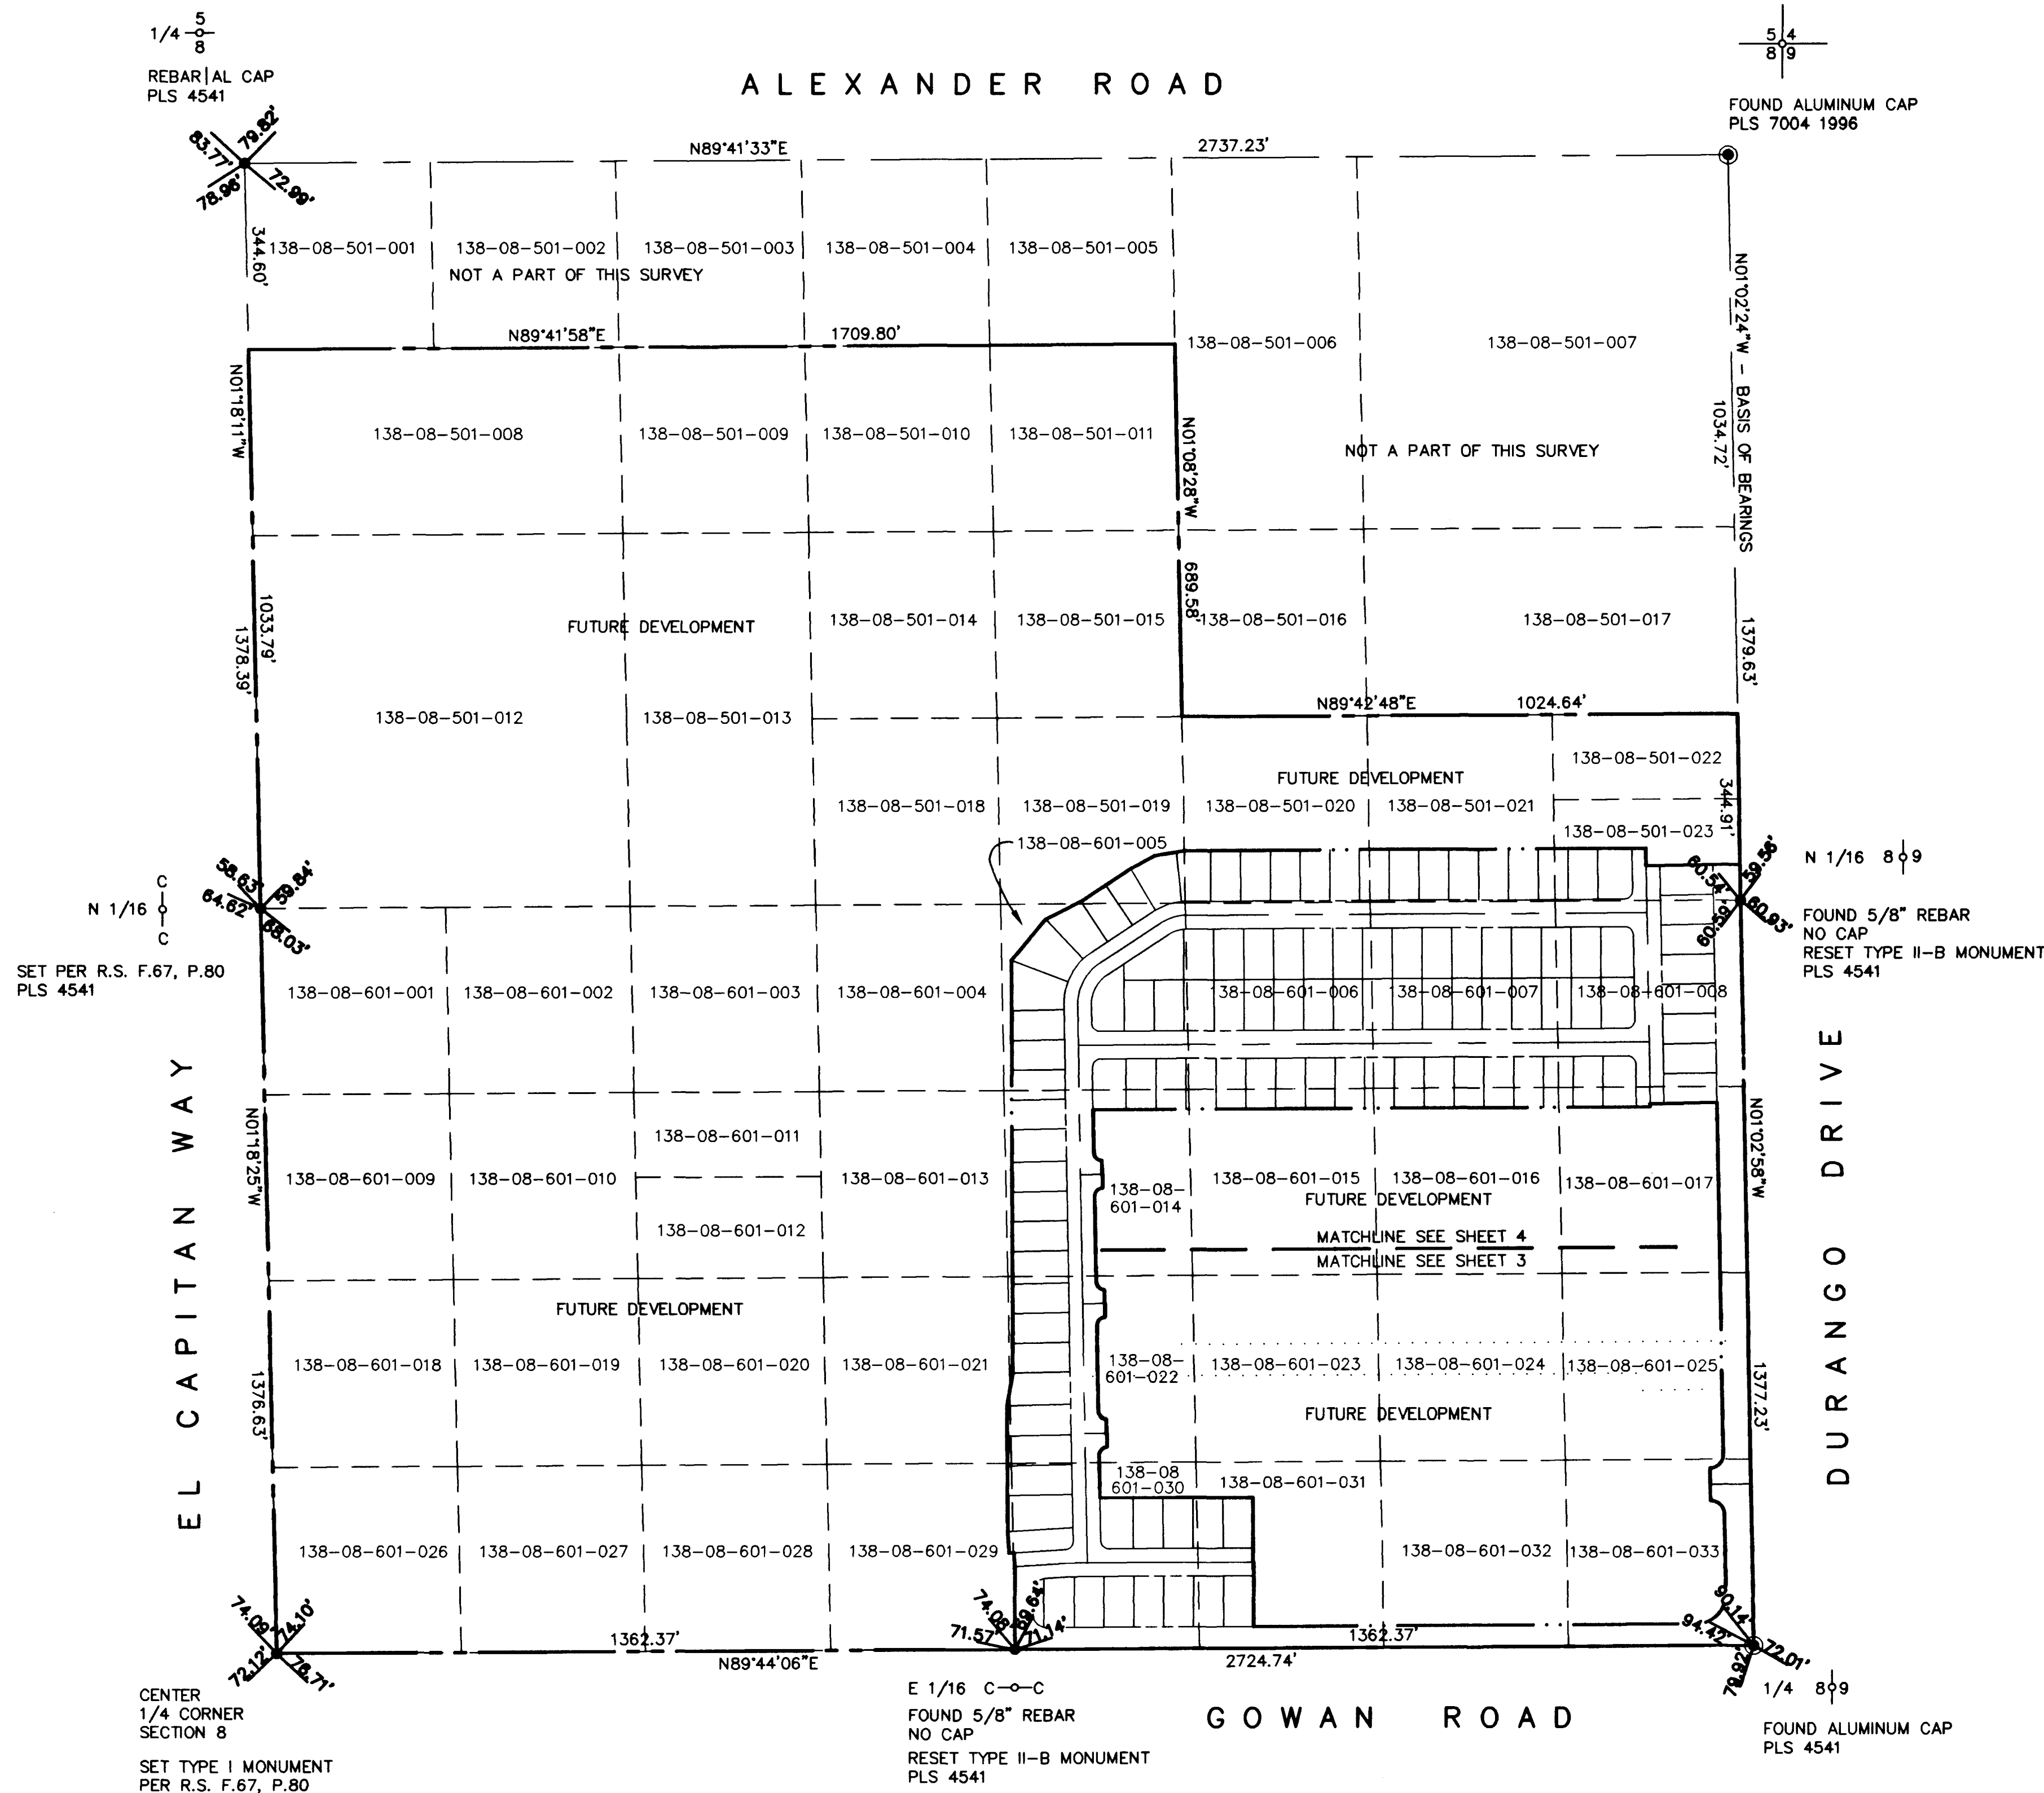 5
1/4
8
REBAR AL CAP
PLS 4541
ALEXANDER ROAD
5 4
8 9
FOUND ALUMINUM CAP
PLS 7004 1996
83.77'
79.82'
78.96'
72.99'
N89°41'33"E
2737.23'
344.60'
138-08-501-001
138-08-501-002
138-08-501-003
138-08-501-004
138-08-501-005
NOT A PART OF THIS SURVEY
N89°41'58"E
1709.80'
138-08-501-006
138-08-501-007
N01°02'24"W - BASIS OF BEARINGS
1034.72'
N01°18'11"W
138-08-501-008
138-08-501-009
138-08-501-010
138-08-501-011
N01°08'28"W
NOT A PART OF THIS SURVEY
689.58'
1033.79'
1378.39'
FUTURE DEVELOPMENT
138-08-501-014
138-08-501-015
138-08-501-016
138-08-501-017
1379.63'
138-08-501-012
138-08-501-013
N89°42'48"E
1024.64'
138-08-501-022
FUTURE DEVELOPMENT
344.91'
138-08-501-018
138-08-501-019
138-08-501-020
138-08-501-021
138-08-501-023
138-08-601-005
58.63'
59.84'
64.62'
68.03'
C
N 1/16
C
SET PER R.S. F.67, P.80
PLS 4541
60.54'
59.56'
60.59'
60.93'
N 1/16 8 9
FOUND 5/8" REBAR
NO CAP
RESET TYPE II-B MONUMENT
PLS 4541
138-08-601-001
138-08-601-002
138-08-601-003
138-08-601-004
38-08-601-006
138-08-601-007
138-08-601-008
EL CAPITAN WAY
DURANGO DRIVE
N01°18'25"W
138-08-601-011
138-08-601-009
138-08-601-010
138-08-601-013
138-08-601-012
138-08-
601-014
138-08-601-015
138-08-601-016
138-08-601-017
FUTURE DEVELOPMENT
N01°02'58"W
MATCHLINE SEE SHEET 4
MATCHLINE SEE SHEET 3
FUTURE DEVELOPMENT
138-08-601-018
138-08-601-019
138-08-601-020
138-08-601-021
138-08-
601-022
138-08-601-023
138-08-601-024
138-08-601-025
1376.63'
1377.23'
FUTURE DEVELOPMENT
138-08
601-030
138-08-601-031
138-08-601-026
138-08-601-027
138-08-601-028
138-08-601-029
138-08-601-032
138-08-601-033
74.09'
74.10'
72.12'
76.71'
1362.37'
N89°44'06"E
74.08'
69.64'
71.57'
71.14'
1362.37'
2724.74'
90.14'
94.42'
72.01'
79.92'
CENTER
1/4 CORNER
SECTION 8
SET TYPE I MONUMENT
PER R.S. F.67, P.80
E 1/16 C C
FOUND 5/8" REBAR
NO CAP
RESET TYPE II-B MONUMENT
PLS 4541
GOWAN ROAD
1/4 8 9
FOUND ALUMINUM CAP
PLS 4541